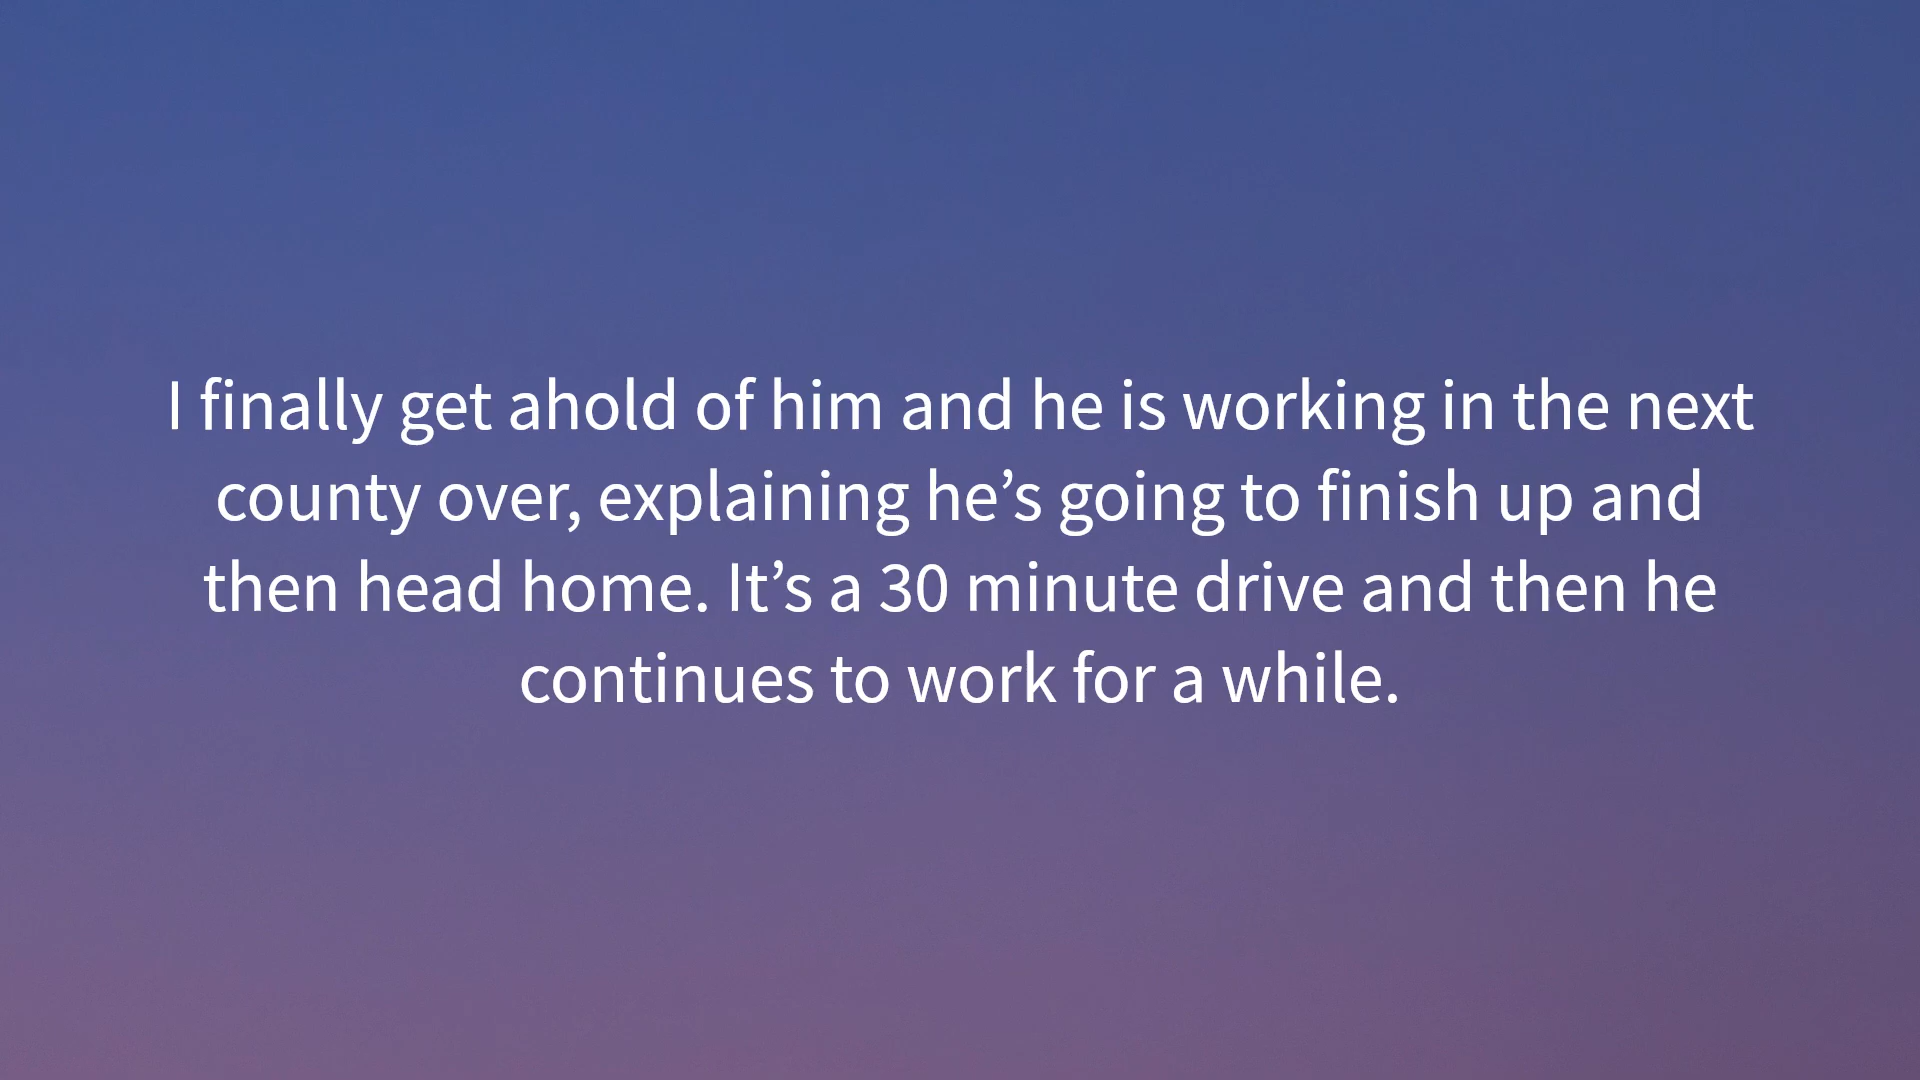 I finally get ahold of him and he is working in the next
county over, explaining he’s going to finish up and
then head home. It’s a 30 minute drive and then he
continues to work for a while.